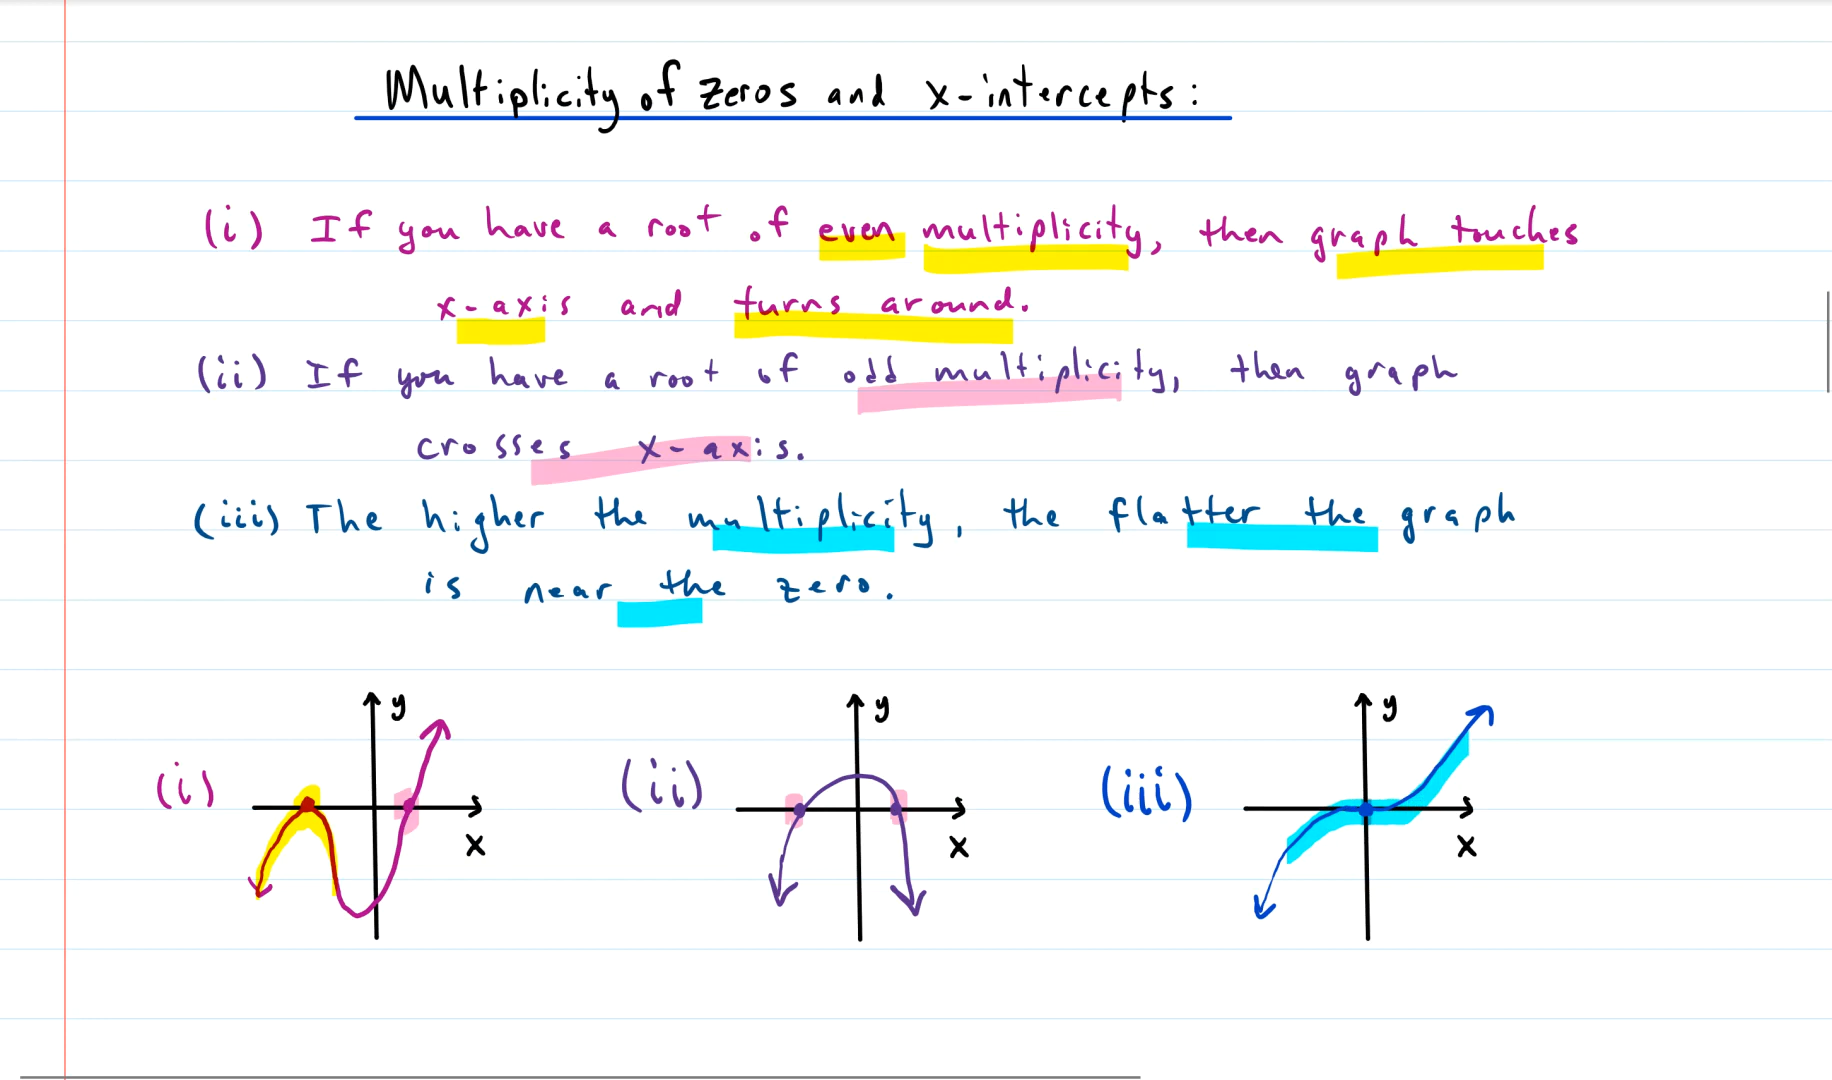 Multiplicity of zeros and x-intercepts:
(i) If you have a root of even multiplicity, then graph touches
x-axis and turns around.
(ii) If you have a root of odd multiplicity, then graph
crosses x-axis.
(iii) The higher the multiplicity, the flatter the graph
is near the zero.
(i) y x
(ii) y x
(iii) y x